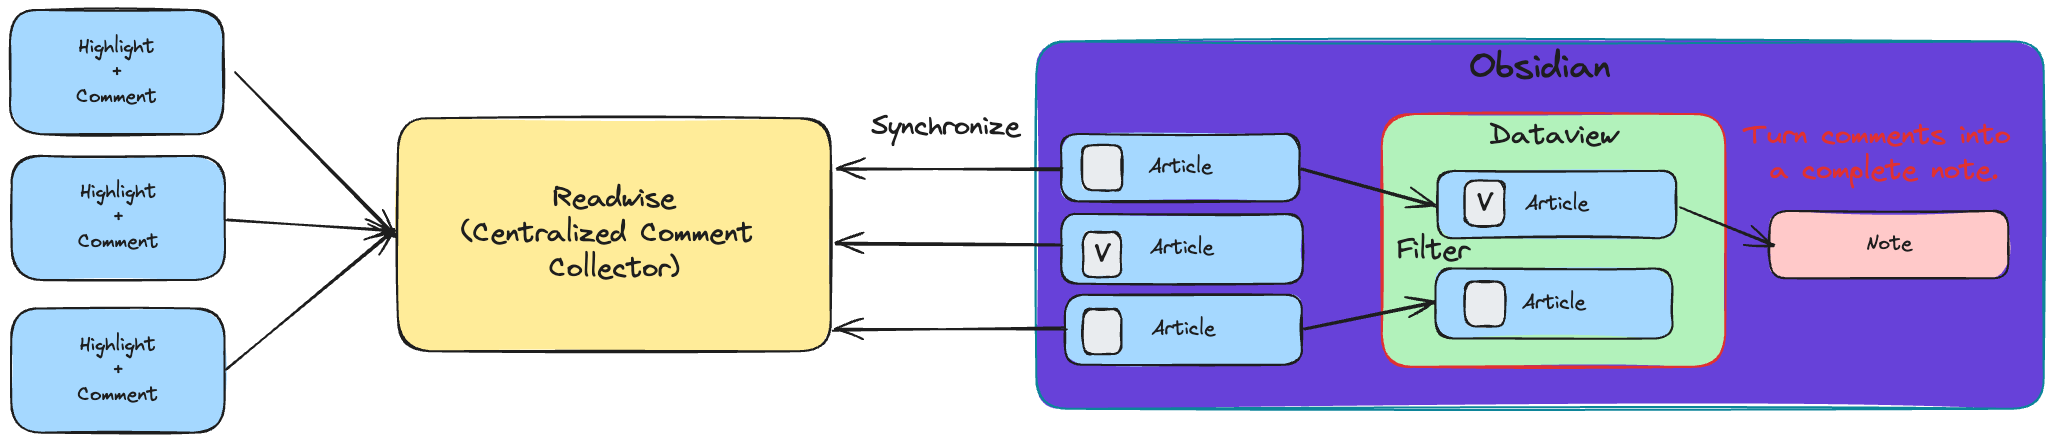 Highlight
+
Comment
Highlight
+
Comment
Highlight
+
Comment
Readwise
(Centralized Comment
Collector)
Synchronize
Obsidian
Article
V Article
Article
Dataview
V Article
Filter
Article
Turn comments into
a complete note.
Note